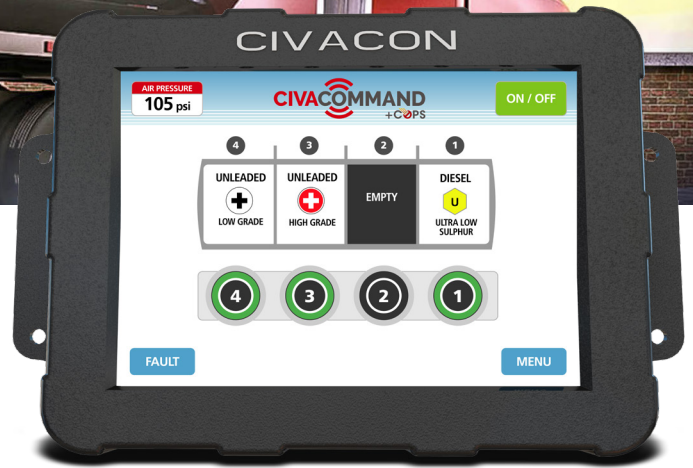 CIVACON
AIR PRESSURE
105 psi
CIVACOMMAND
+COPS
ON / OFF
4
3
2
1
UNLEADED
LOW GRADE
UNLEADED
HIGH GRADE
EMPTY
DIESEL
U
ULTRA LOW
SULPHUR
4
3
2
1
FAULT
MENU